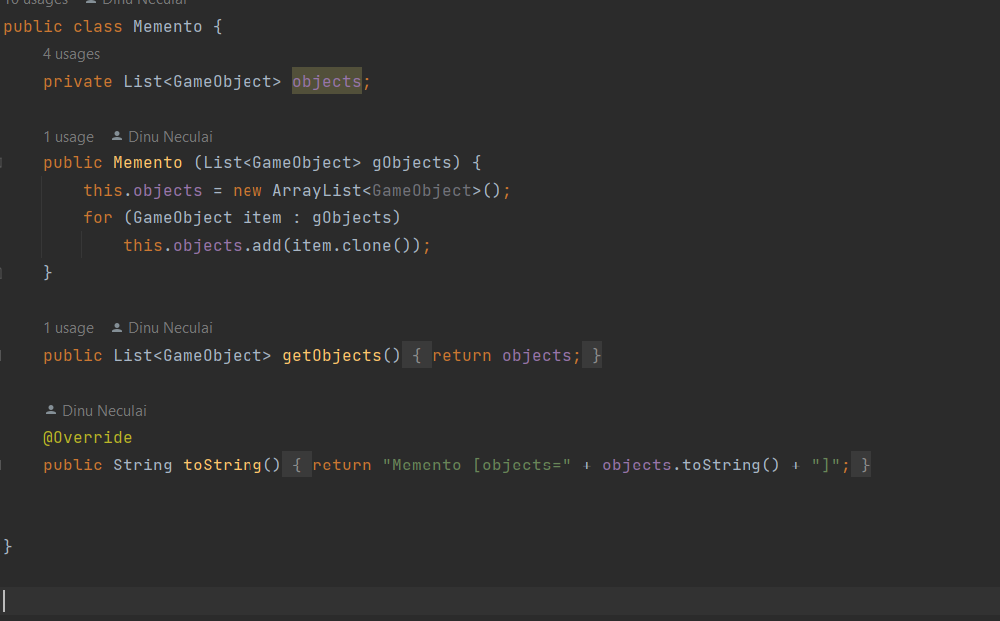 10 usages Dinu Neculai
public class Memento {
4 usages
private List<GameObject> objects;
1 usage Dinu Neculai
public Memento (List<GameObject> gObjects) {
this.objects = new ArrayList<GameObject>();
for (GameObject item : gObjects)
this.objects.add(item.clone());
}
1 usage Dinu Neculai
public List<GameObject> getObjects() { return objects; }
Dinu Neculai
@Override
public String toString() { return "Memento [objects=" + objects.toString() + "]"; }
}